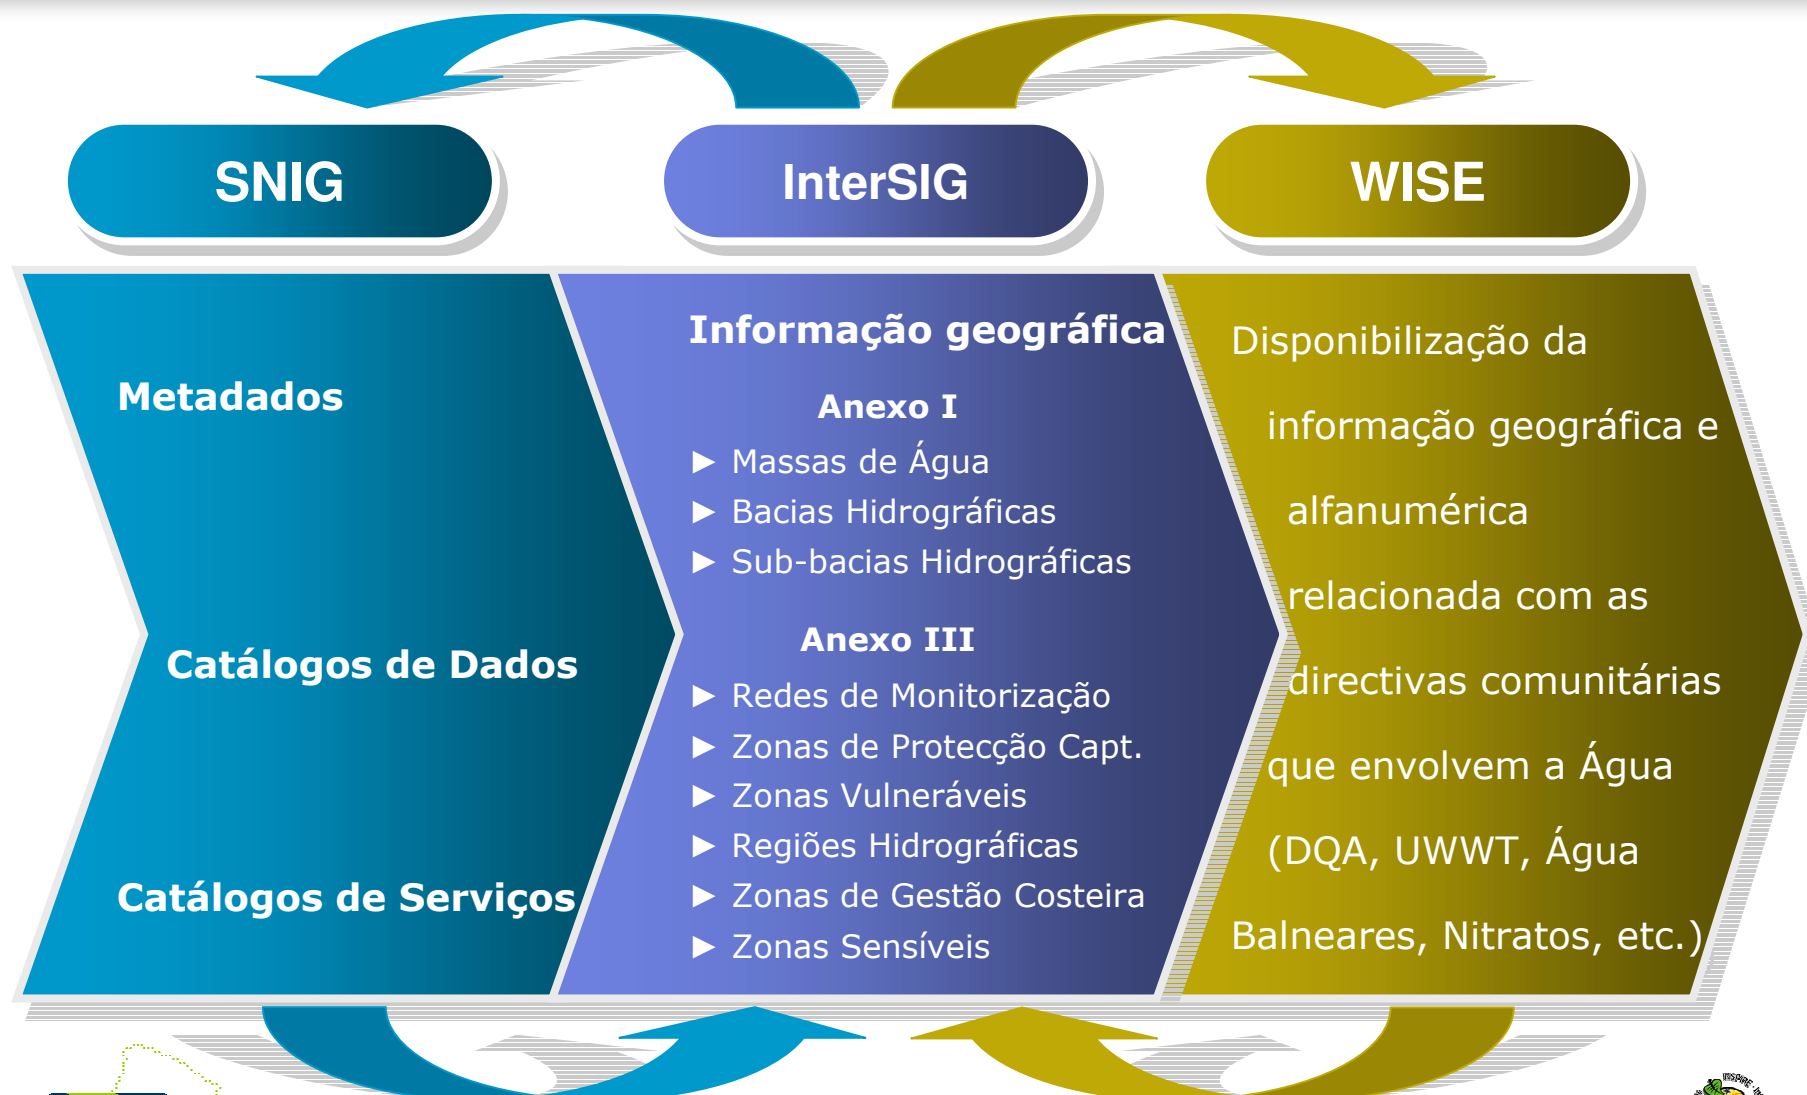 SNIG
InterSIG
WISE
Metadados
Catálogos de Dados
Catálogos de Serviços
Informação geográfica
Anexo I
► Massas de Água
► Bacias Hidrográficas
► Sub-bacias Hidrográficas
Anexo III
► Redes de Monitorização
► Zonas de Protecção Capt.
► Zonas Vulneráveis
► Regiões Hidrográficas
► Zonas de Gestão Costeira
► Zonas Sensíveis
Disponibilização da
informação geográfica e
alfanumérica
relacionada com as
directivas comunitárias
que envolvem a Água
(DQA, UWWT, Água
Balneares, Nitratos, etc.)
INSPIRE